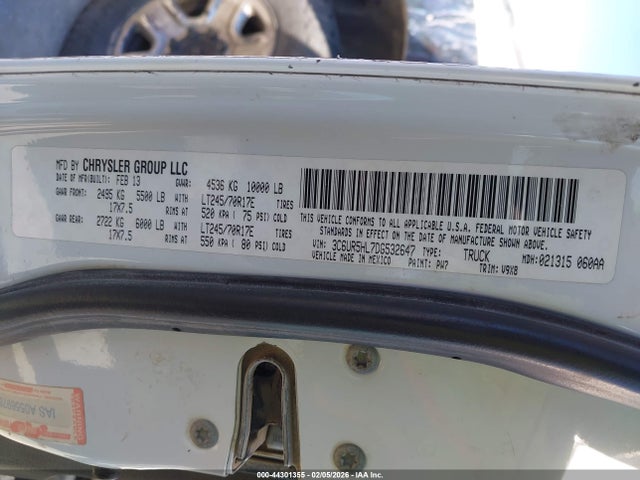 MFD BY CHRYSLER GROUP LLC
DATE OF MFR(BUILT): FEB 13 GVWR: 4536 KG 10000 LB
GAWR FRONT: 2495 KG 5500 LB WITH LT245/70R17E TIRES
17X7.5 RIMS AT 520 KPA ( 75 PSI) COLD
GAWR REAR: 2722 KG 6000 LB WITH LT245/70R17E TIRES
17X7.5 RIMS AT 550 KPA ( 80 PSI) COLD
THIS VEHICLE CONFORMS TO ALL APPLICABLE U.S.A. FEDERAL MOTOR VEHICLE SAFETY
STANDARDS IN EFFECT ON THE DATE OF MANUFACTURE SHOWN ABOVE.
VIN: 3C6UR5HL7DG532647 TYPE: TRUCK MDH: 021315 060AA
VEHICLE MADE IN MEXICO PAINT: PW7 TRIM: V9X8
00-44301355 - 02/05/2026 - Copyright © IAA, Inc.